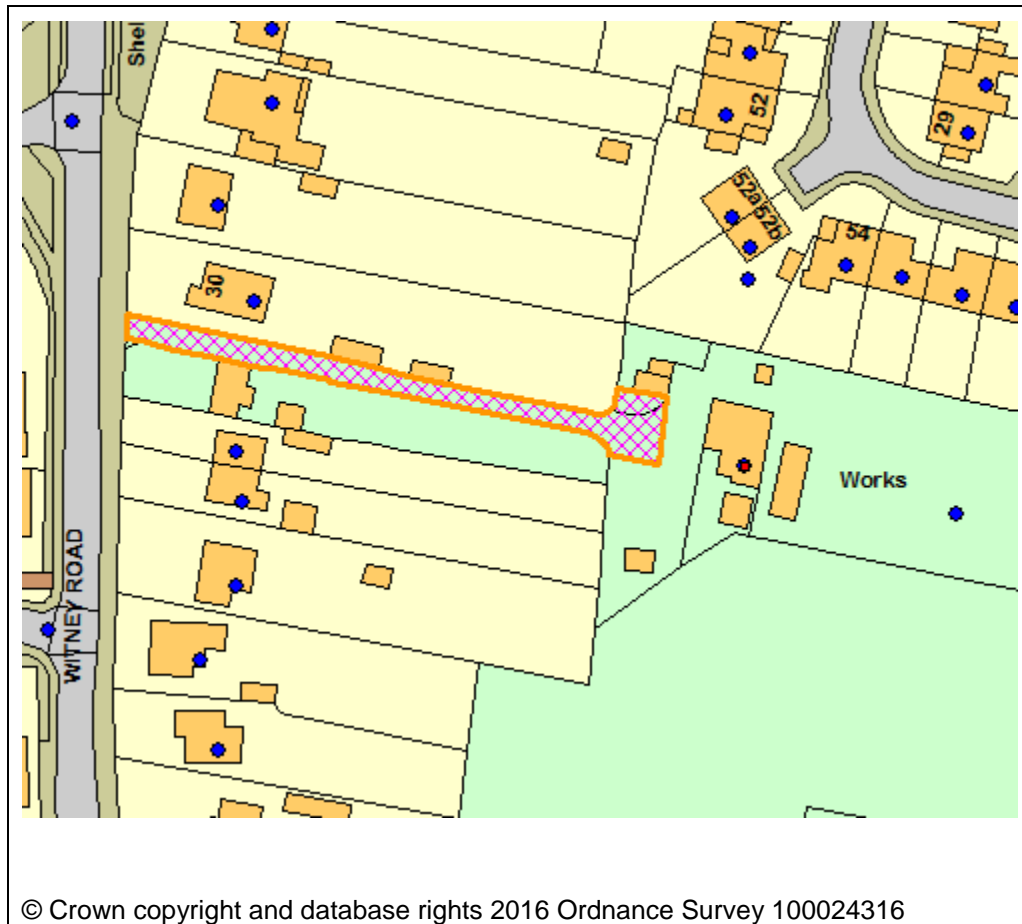 Shel
52
29
52a
52b
54
30
Works
WITNEY ROAD
© Crown copyright and database rights 2016 Ordnance Survey 100024316